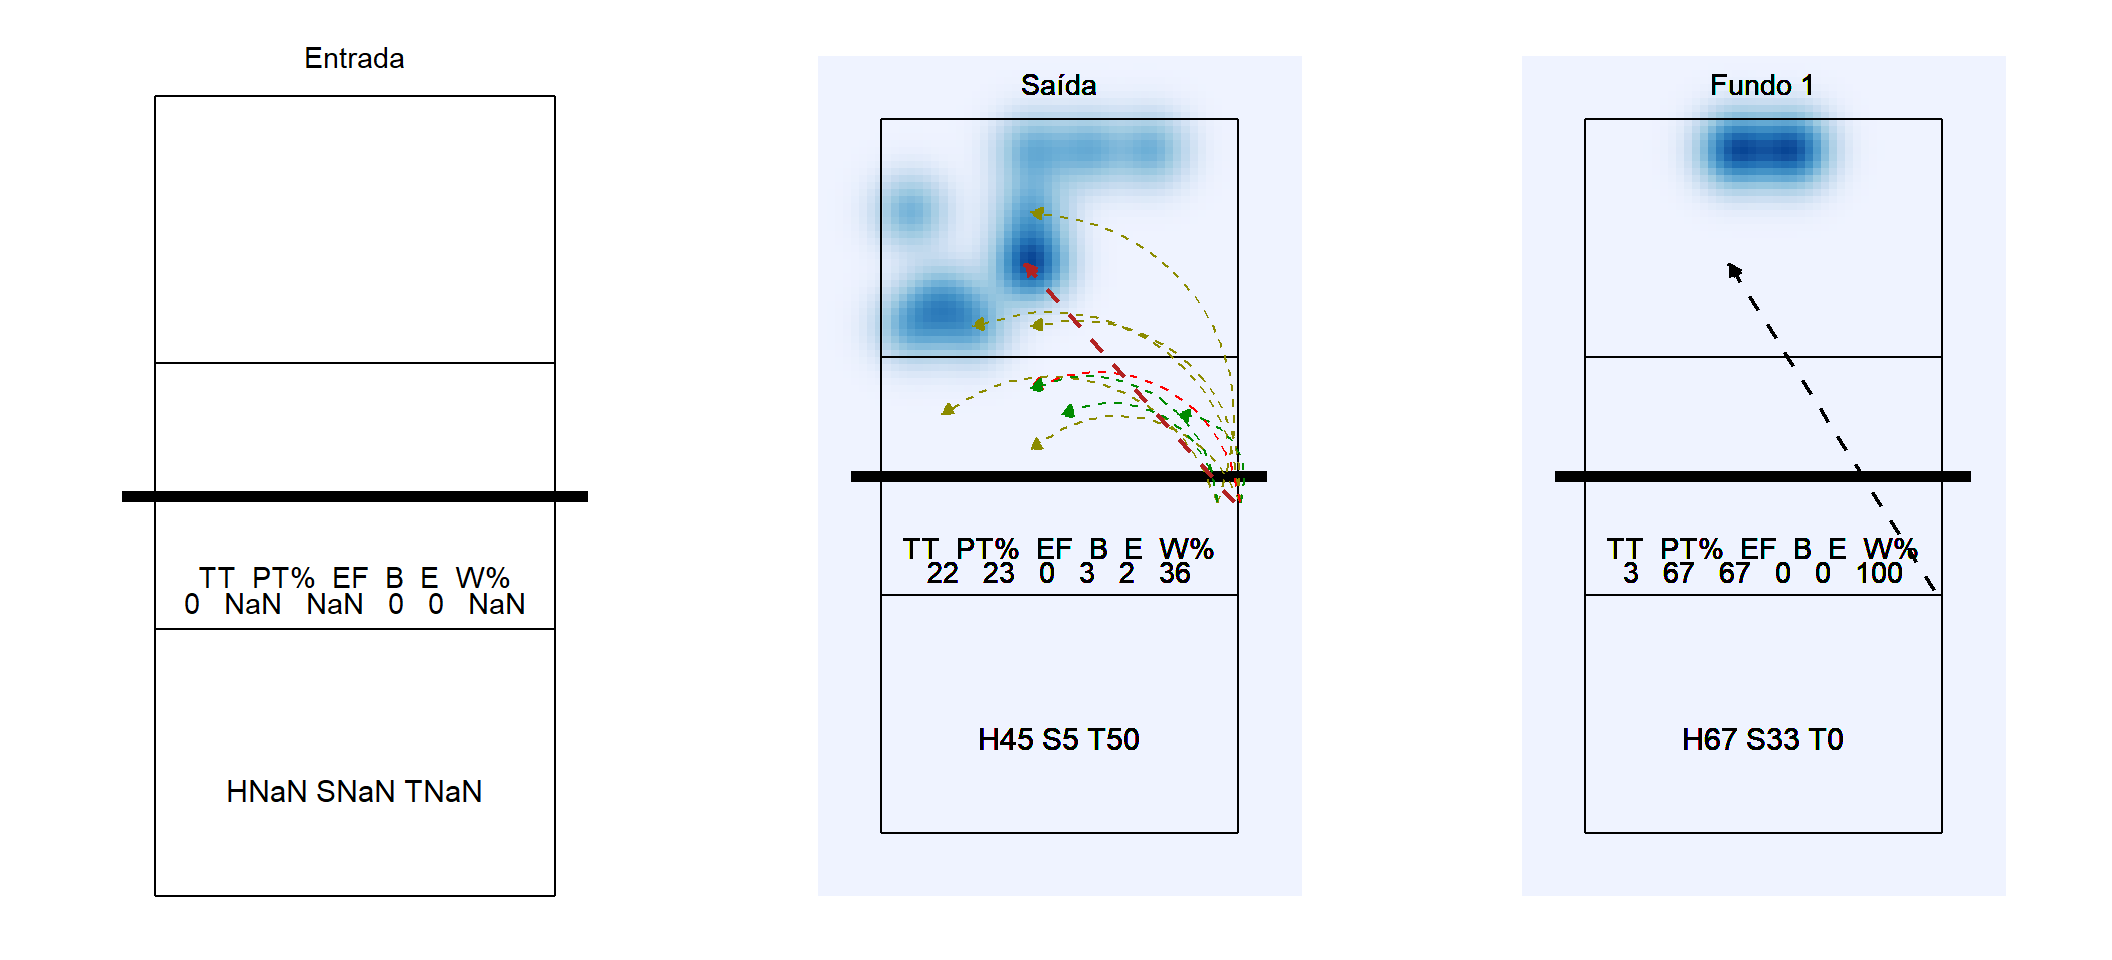 Entrada
TT PT% EF B E W%
0 NaN NaN 0 0 NaN
HNaN SNaN TNaN
Saída
TT PT% EF B E W%
22 23 0 3 2 36
H45 S5 T50
Fundo 1
TT PT% EF B E W%
3 67 67 0 0 100
H67 S33 T0